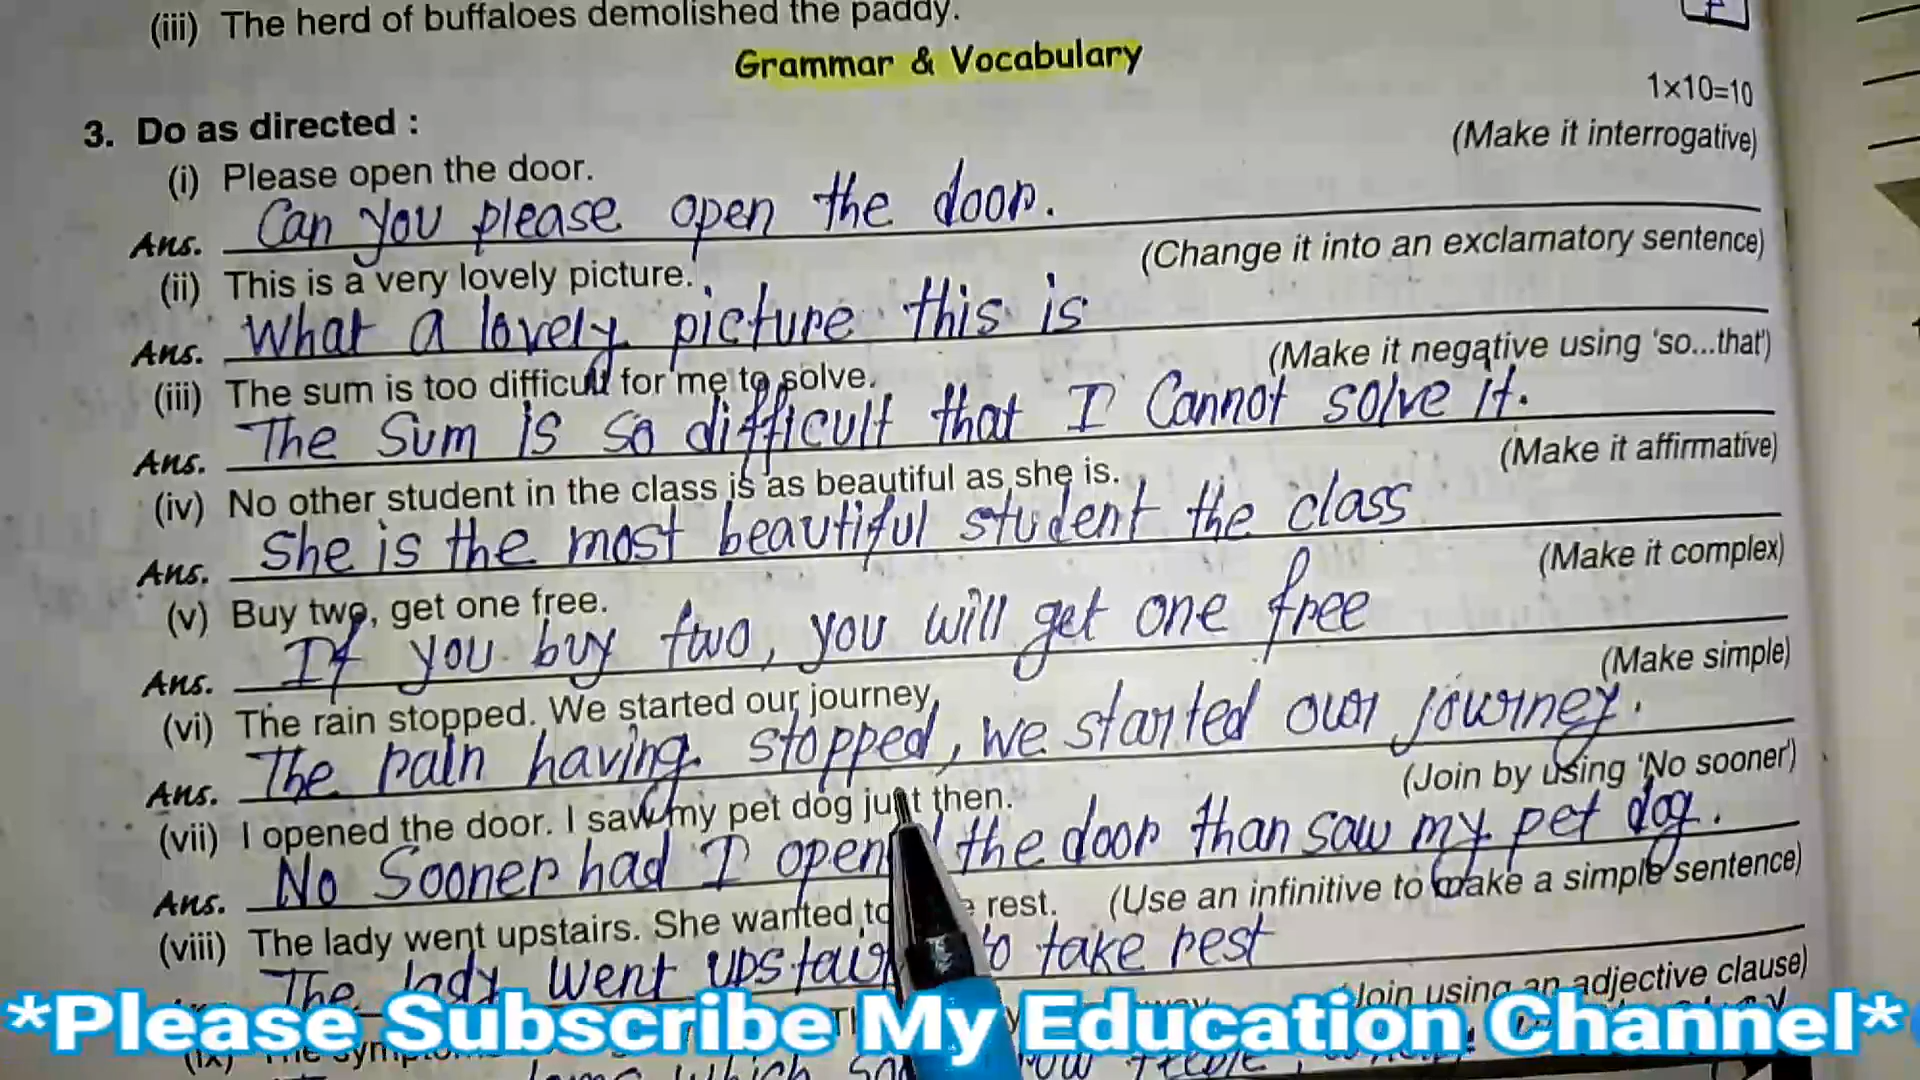 (iii) The herd of buffaloes demolished the paddy.
Grammar & Vocabulary
1×10=10
3. Do as directed :
(i) Please open the door. (Make it interrogative)
Ans. Can you please open the door.
(ii) This is a very lovely picture. (Change it into an exclamatory sentence)
Ans. What a lovely picture this is
(iii) The sum is too difficult for me to solve. (Make it negative using 'so...that')
Ans. The Sum is so difficult that I Cannot solve it.
(iv) No other student in the class is as beautiful as she is. (Make it affirmative)
Ans. She is the most beautiful student the class
(v) Buy two, get one free. (Make it complex)
Ans. If you buy two, you will get one free
(vi) The rain stopped. We started our journey. (Make simple)
Ans. The rain having stopped, we started our journey.
(vii) I opened the door. I saw my pet dog just then. (Join by using 'No sooner')
Ans. No Sooner had I opened the door than saw my pet dog.
(viii) The lady went upstairs. She wanted to rest. (Use an infinitive to make a simple sentence)
The lady went upstairs to take rest
(Join using an adjective clause)
*Please Subscribe My Education Channel*
(ix) The which